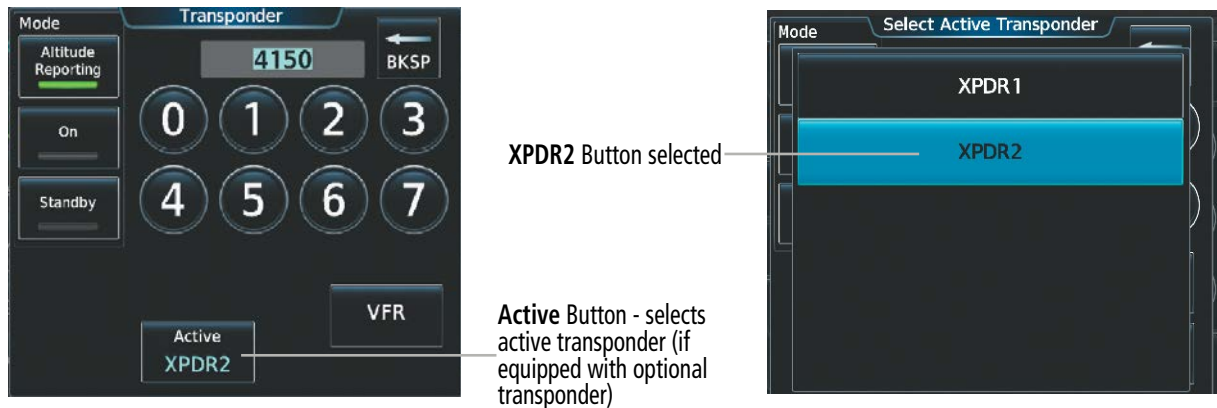 Mode
Transponder
Altitude
Reporting
4150
BKSP
On
0 1 2 3
Standby
4 5 6 7
VFR
Active
XPDR2
XPDR2 Button selected
Active Button - selects
active transponder (if
equipped with optional
transponder)
Mode
Select Active Transponder
XPDR1
XPDR2